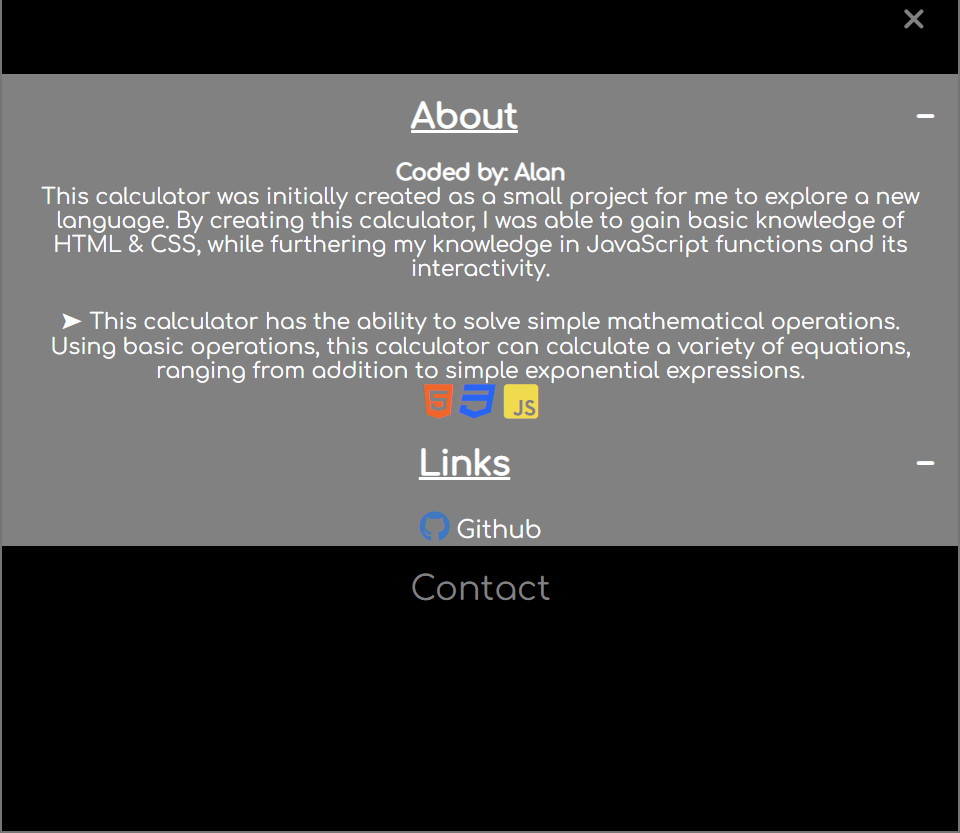 About
Coded by: Alan
This calculator was initially created as a small project for me to explore a new
language. By creating this calculator, I was able to gain basic knowledge of
HTML & CSS, while furthering my knowledge in JavaScript functions and its
interactivity.
➤ This calculator has the ability to solve simple mathematical operations.
Using basic operations, this calculator can calculate a variety of equations,
ranging from addition to simple exponential expressions.
5 3 JS
Links
Github
Contact